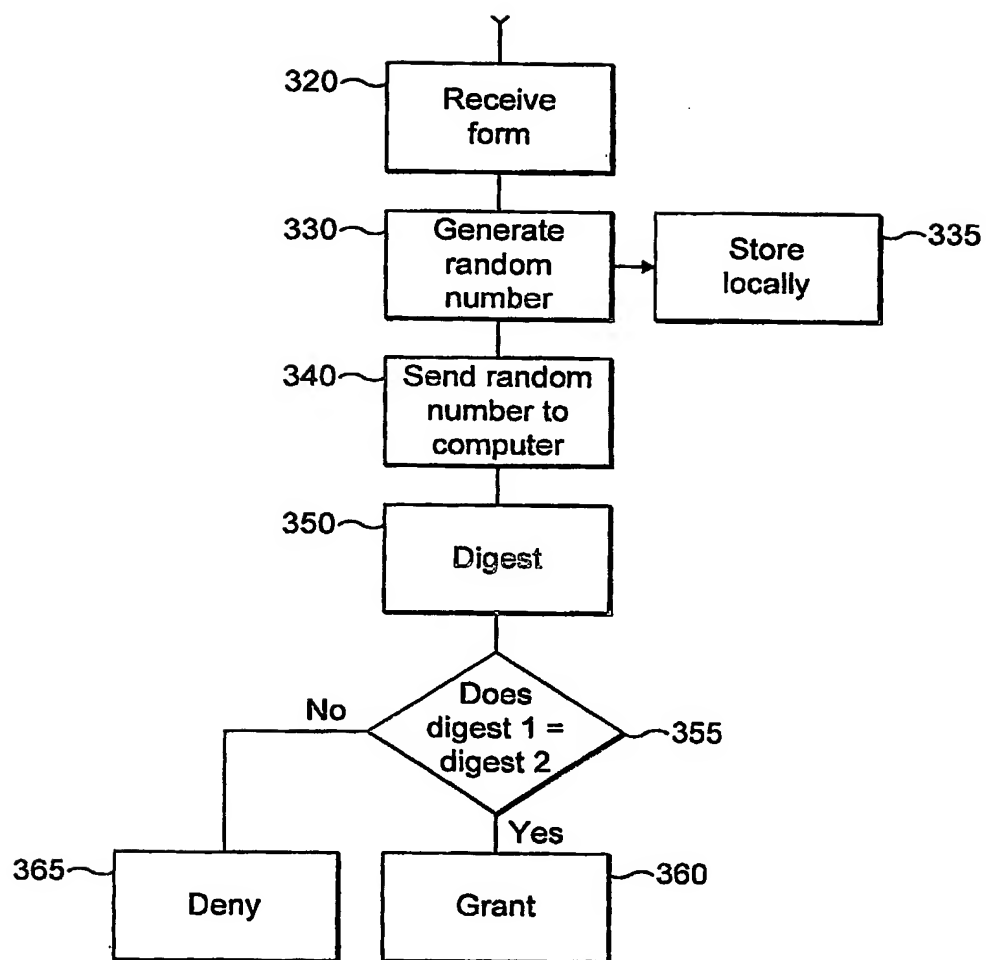 320
Receive
form
330
Generate
random
number
Store
locally
335
340
Send random
number to
computer
350
Digest
Does
digest 1 =
digest 2
355
No
Yes
365
Deny
Grant
360